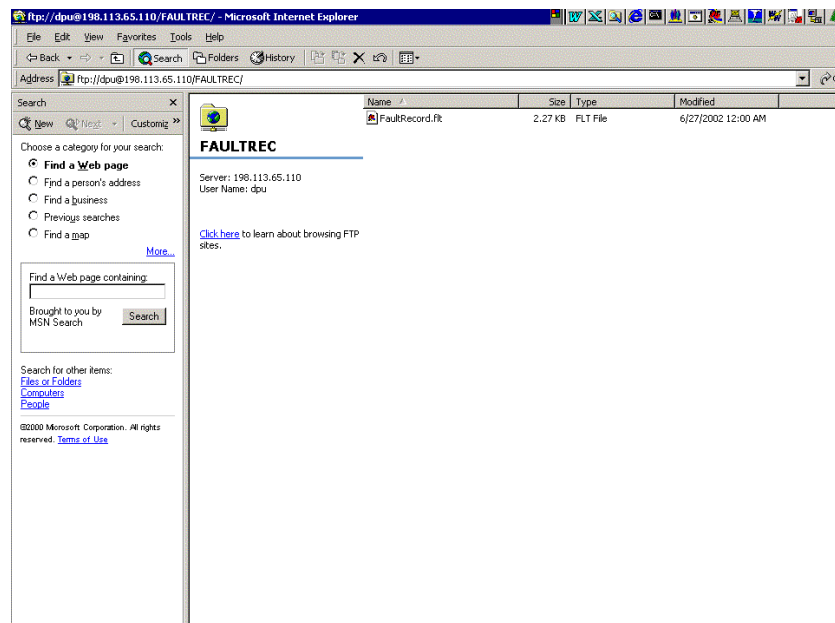 ftp://dpu@198.113.65.110/FAULTREC/ - Microsoft Internet Explorer
File Edit View Favorites Tools Help
Back Search Folders History
Address ftp://dpu@198.113.65.110/FAULTREC/
Search
New Next Customiz
Choose a category for your search:
Find a Web page
Find a person's address
Find a business
Previous searches
Find a map
More...
Find a Web page containing:
Brought to you by
MSN Search
Search
Search for other items:
Files or Folders
Computers
People
©2000 Microsoft Corporation. All rights
reserved. Terms of Use
FAULTREC
Server: 198.113.65.110
User Name: dpu
Click here to learn about browsing FTP
sites.
Name Size Type Modified
FaultRecord.flt 2.27 KB FLT File 6/27/2002 12:00 AM